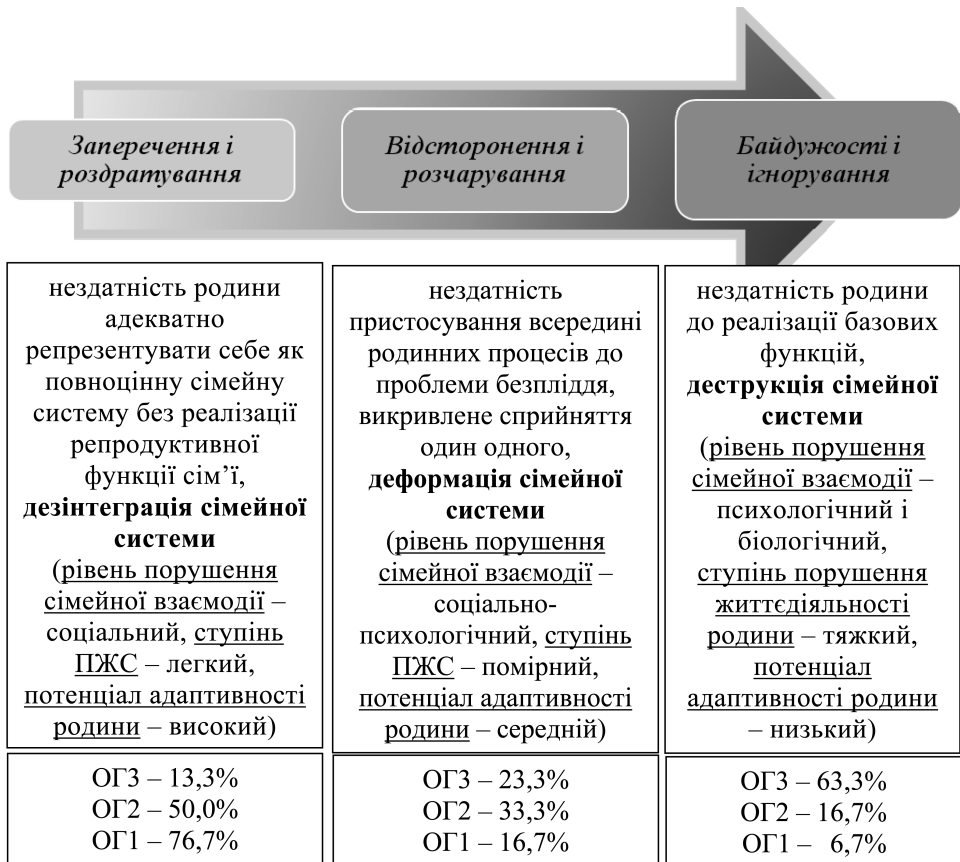 Заперечення і
роздратування
Відсторонення і
розчарування
Байдужості і
ігнорування
нездатність родини
адекватно
репрезентувати себе як
повноцінну сімейну
систему без реалізації
репродуктивної
функції сім’ї,
дезінтеграція сімейної
системи
(рівень порушення
сімейної взаємодії –
соціальний, ступінь
ПЖС – легкий,
потенціал адаптивності
родини – високий)
нездатність
пристосування всередині
родинних процесів до
проблеми безпліддя,
викривлене сприйняття
один одного,
деформація сімейної
системи
(рівень порушення
сімейної взаємодії –
соціально-
психологічний, ступінь
ПЖС – помірний,
потенціал адаптивності
родини – середній)
нездатність родини
до реалізації базових
функцій,
деструкція сімейної
системи
(рівень порушення
сімейної взаємодії –
психологічний і
біологічний,
ступінь порушення
життєдіяльності
родини – тяжкий,
потенціал
адаптивності родини
– низький)
ОГ3 – 13,3%
ОГ2 – 50,0%
ОГ1 – 76,7%
ОГ3 – 23,3%
ОГ2 – 33,3%
ОГ1 – 16,7%
ОГ3 – 63,3%
ОГ2 – 16,7%
ОГ1 – 6,7%